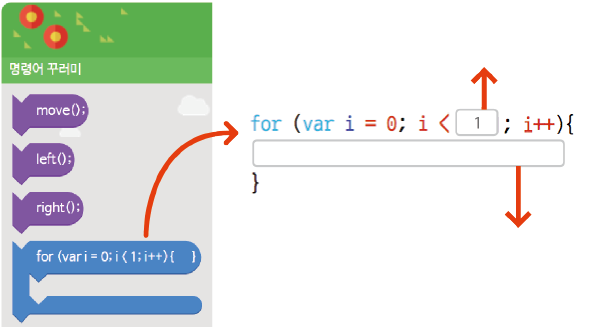 명령어 꾸러미
move();
left();
right();
for (var i = 0; i < 1; i++) { }
for (var i = 0; i < 1 ; i++){
}